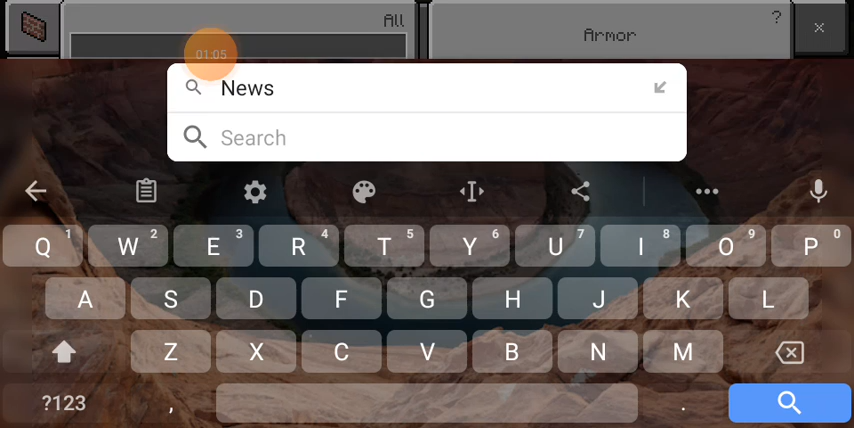 All
?
Armor
×
01:05
News
Search
Q 1 W 2 E 3 R 4 T 5 Y 6 U 7 I 8 O 9 P 0
A S D F G H J K L
Z X C V B N M
?123 , .